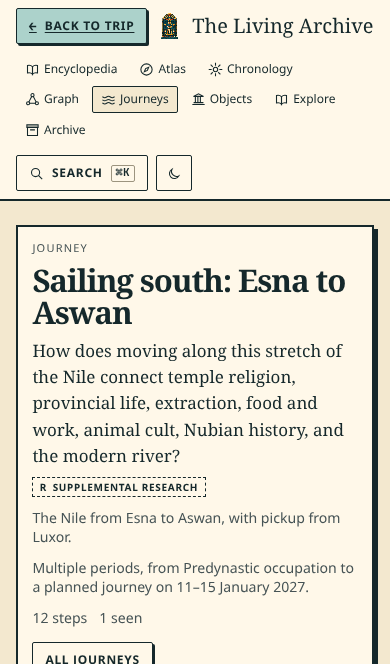 ← BACK TO TRIP
The Living Archive
Encyclopedia Atlas Chronology
Graph Journeys Objects Explore
Archive
SEARCH ⌘K
JOURNEY
Sailing south: Esna to
Aswan
How does moving along this stretch of
the Nile connect temple religion,
provincial life, extraction, food and
work, animal cult, Nubian history, and
the modern river?
R SUPPLEMENTAL RESEARCH
The Nile from Esna to Aswan, with pickup from
Luxor.
Multiple periods, from Predynastic occupation to
a planned journey on 11–15 January 2027.
12 steps 1 seen
ALL JOURNEYS